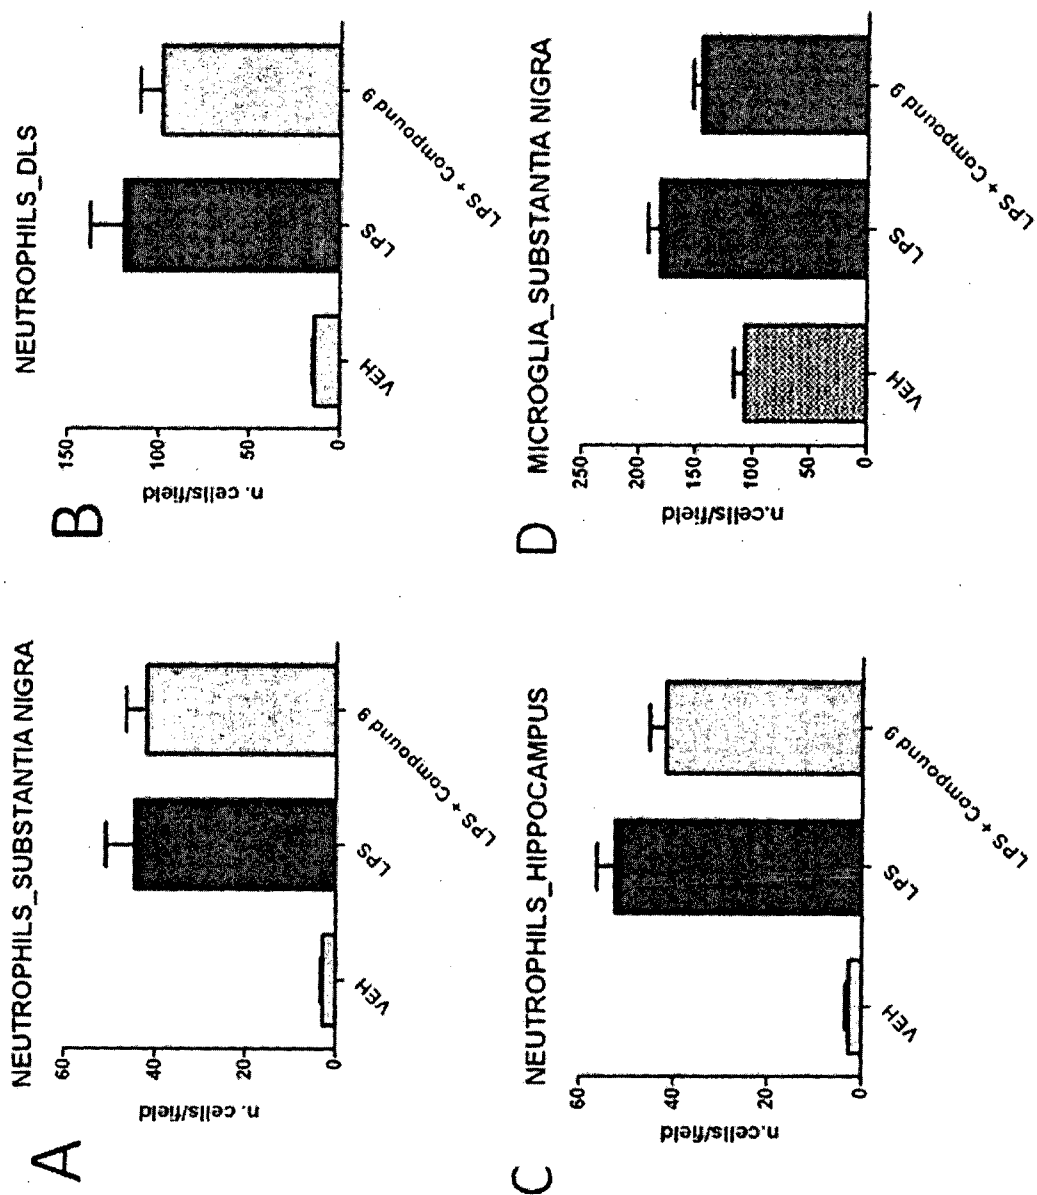 A
NEUTROPHILS_SUBSTANTIA NIGRA
n. cells/field
60
40
20
0
VEH
LPS
LPS + Compound 9
B
NEUTROPHILS_DLS
n. cells/field
150
100
50
0
VEH
LPS
LPS + Compound 9
C
NEUTROPHILS_HIPPOCAMPUS
n.cells/field
60
40
20
0
VEH
LPS
LPS + Compound 9
D
MICROGLIA_SUBSTANTIA NIGRA
n.cells/field
250
200
150
100
50
0
VEH
LPS
LPS + Compound 9